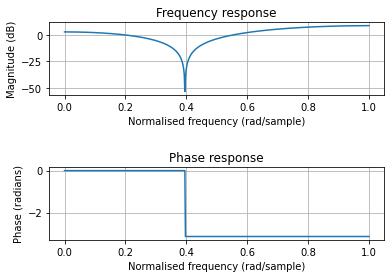 Frequency response
Magnitude (dB)
0
−25
−50
0.0 0.2 0.4 0.6 0.8 1.0
Normalised frequency (rad/sample)
Phase response
Phase (radians)
0
−2
0.0 0.2 0.4 0.6 0.8 1.0
Normalised frequency (rad/sample)